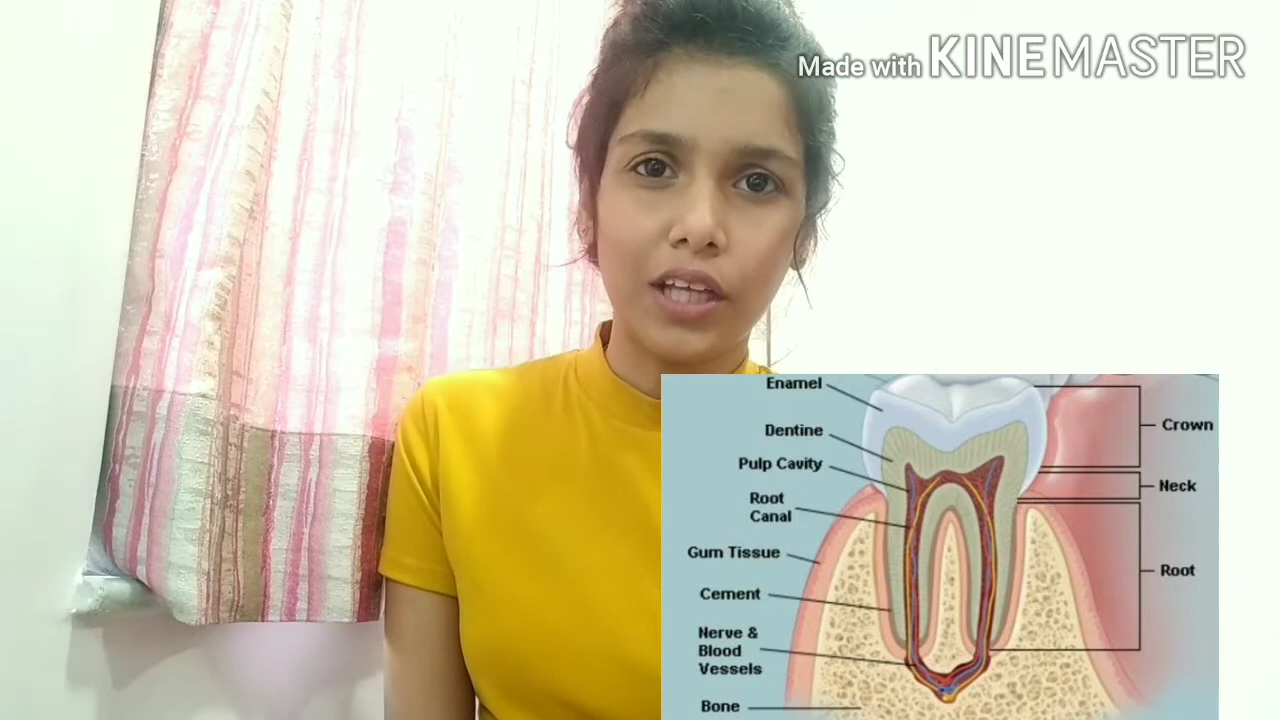 Made with KINEMASTER
Enamel
Dentine
Pulp Cavity
Root
Canal
Gum Tissue
Cement
Nerve &
Blood
Vessels
Bone
Crown
Neck
Root